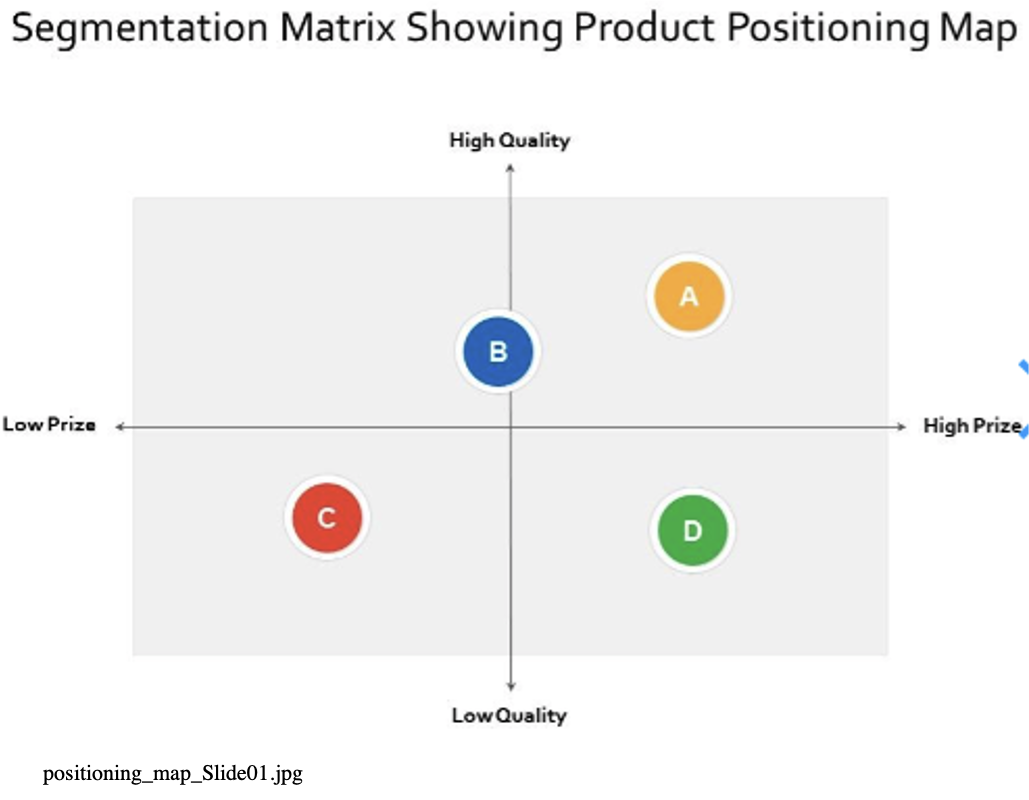 Segmentation Matrix Showing Product Positioning Map
High Quality
A
B
Low Prize
High Prize
C
D
Low Quality
positioning_map_Slide01.jpg